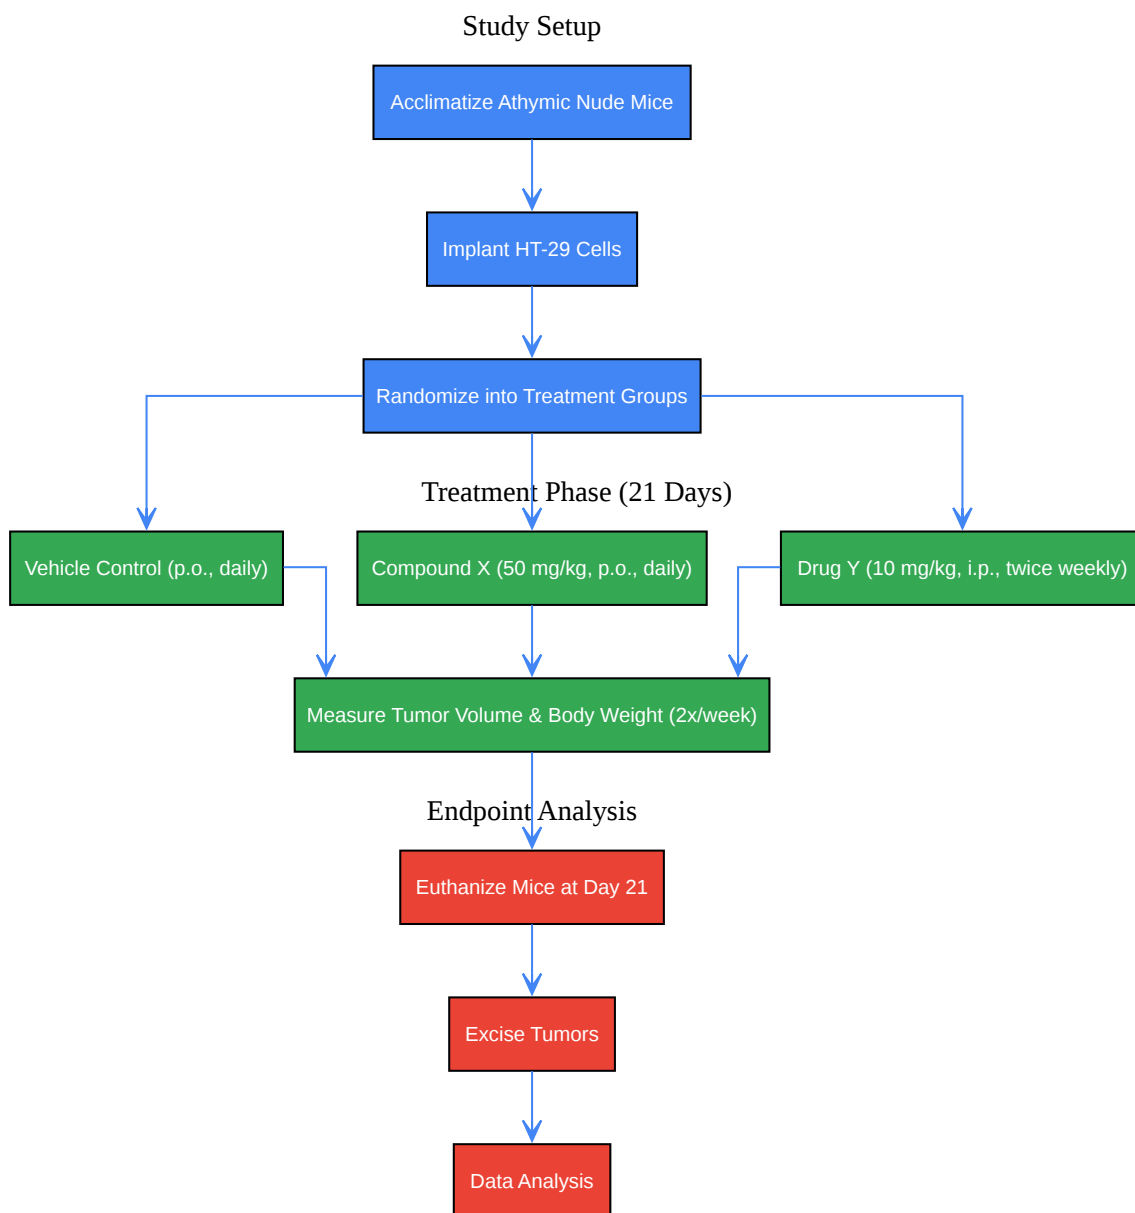 Study Setup
Acclimatize Athymic Nude Mice
Implant HT-29 Cells
Randomize into Treatment Groups
Treatment Phase (21 Days)
Vehicle Control (p.o., daily)
Compound X (50 mg/kg, p.o., daily)
Drug Y (10 mg/kg, i.p., twice weekly)
Measure Tumor Volume & Body Weight (2x/week)
Endpoint Analysis
Euthanize Mice at Day 21
Excise Tumors
Data Analysis